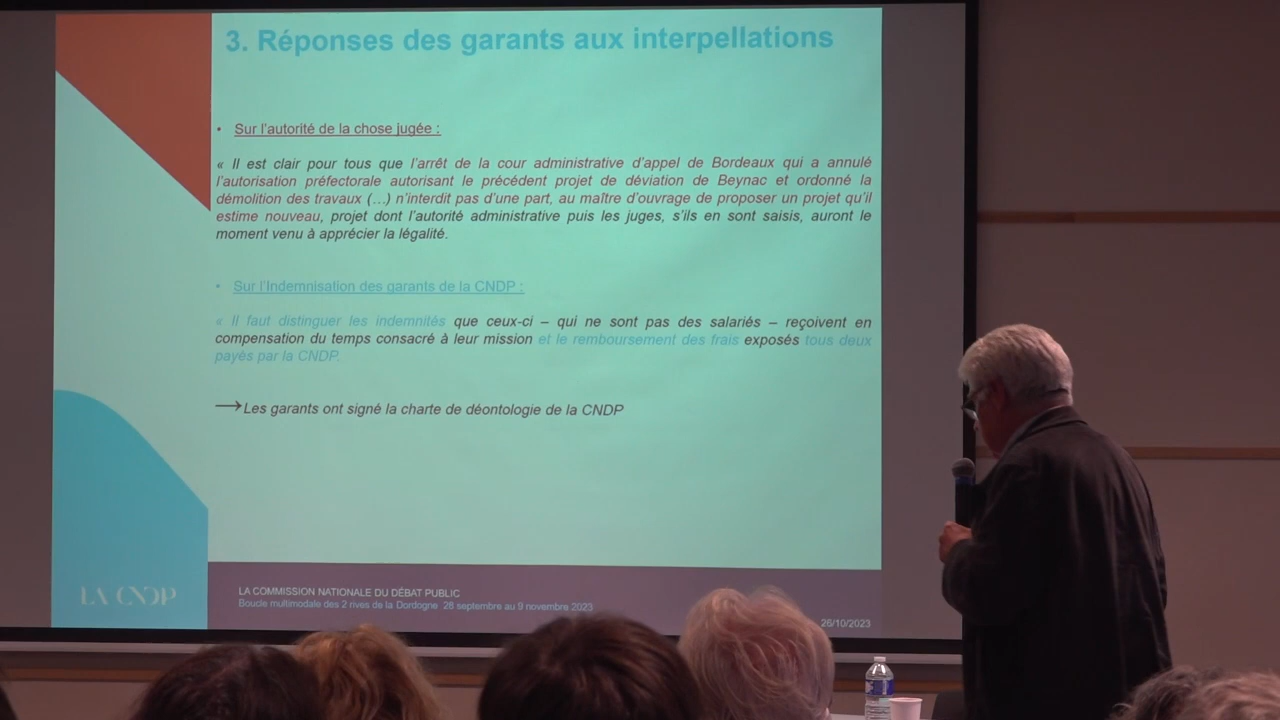 3. Réponses des garants aux interpellations
• Sur l'autorité de la chose jugée :
« Il est clair pour tous que l'arrêt de la cour administrative d'appel de Bordeaux qui a annulé
l'autorisation préfectorale autorisant le précédent projet de déviation de Beynac et ordonné la
démolition des travaux (…) n'interdit pas d'une part, au maître d'ouvrage de proposer un projet qu'il
estime nouveau, projet dont l'autorité administrative puis les juges, s'ils en sont saisis, auront le
moment venu à apprécier la légalité.
• Sur l'Indemnisation des garants de la CNDP :
« Il faut distinguer les indemnités que ceux-ci – qui ne sont pas des salariés – reçoivent en
compensation du temps consacré à leur mission et le remboursement des frais exposés tous deux
payés par la CNDP.
→Les garants ont signé la charte de déontologie de la CNDP
LA CNDP
LA COMMISSION NATIONALE DU DÉBAT PUBLIC
Boucle multimodale des 2 rives de la Dordogne 28 septembre au 9 novembre 2023
26/10/2023